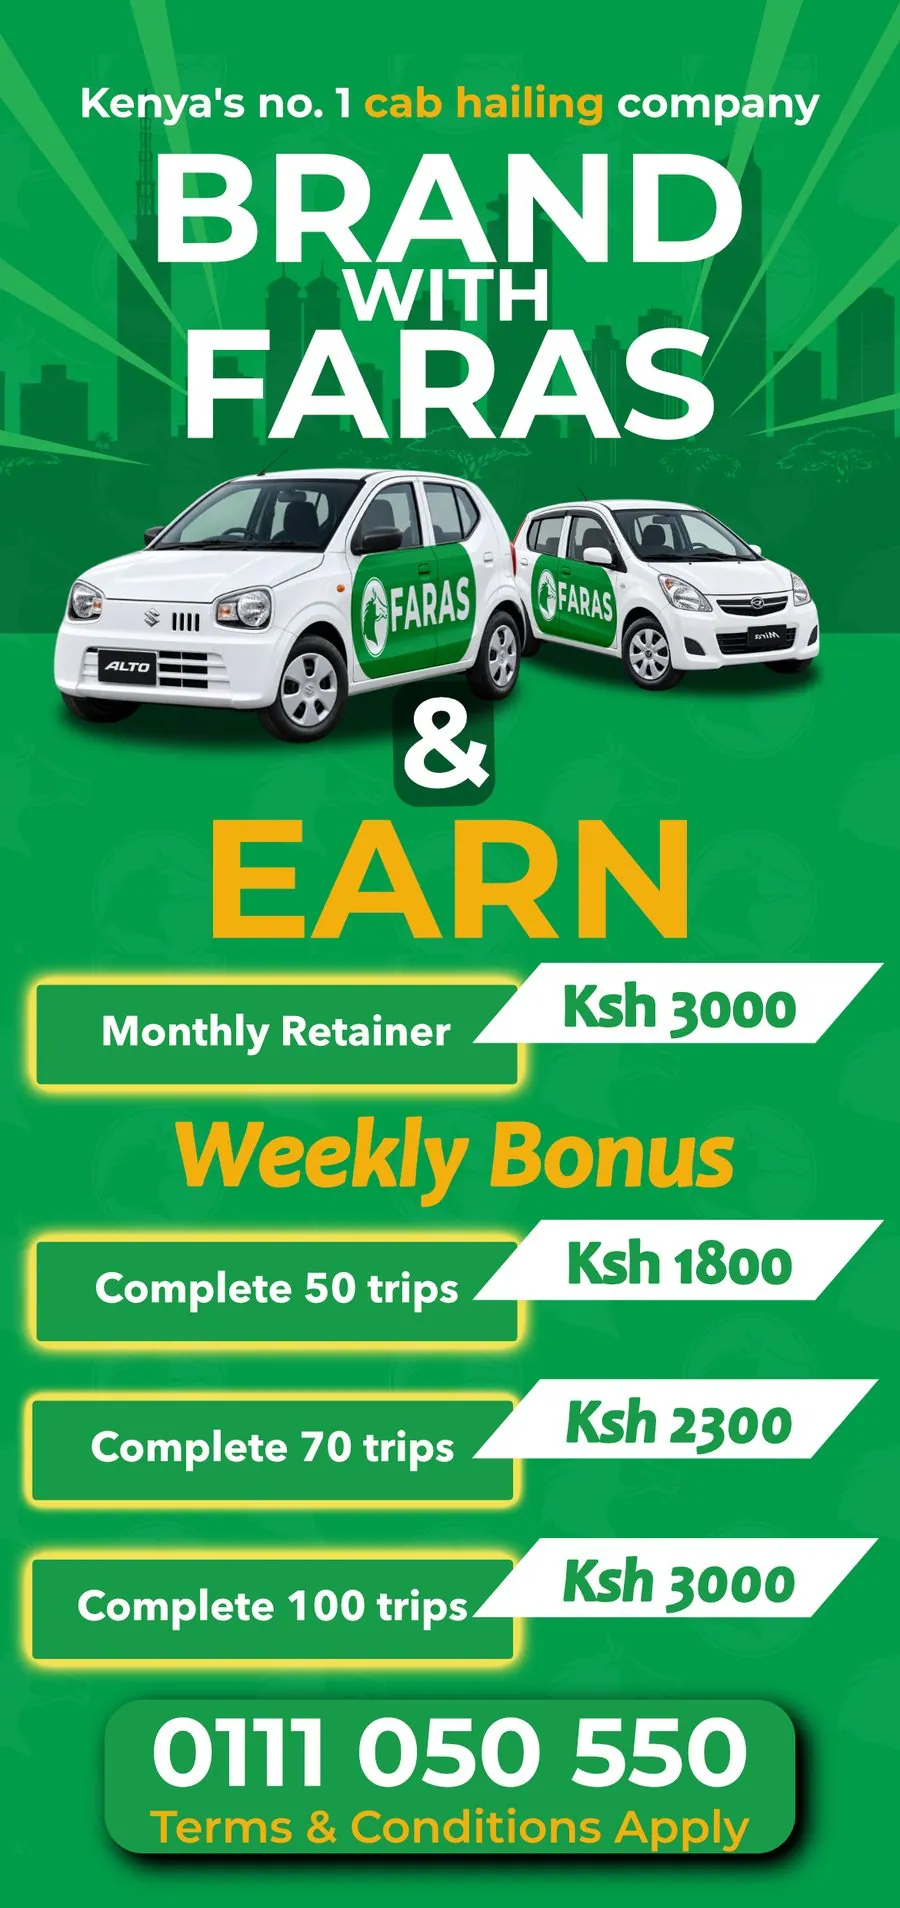 Kenya's no. 1 cab hailing company
BRAND
WITH
FARAS
FARAS
FARAS
ALTO
Mira
&
EARN
Monthly Retainer
Ksh 3000
Weekly Bonus
Complete 50 trips
Ksh 1800
Complete 70 trips
Ksh 2300
Complete 100 trips
Ksh 3000
0111 050 550
Terms & Conditions Apply